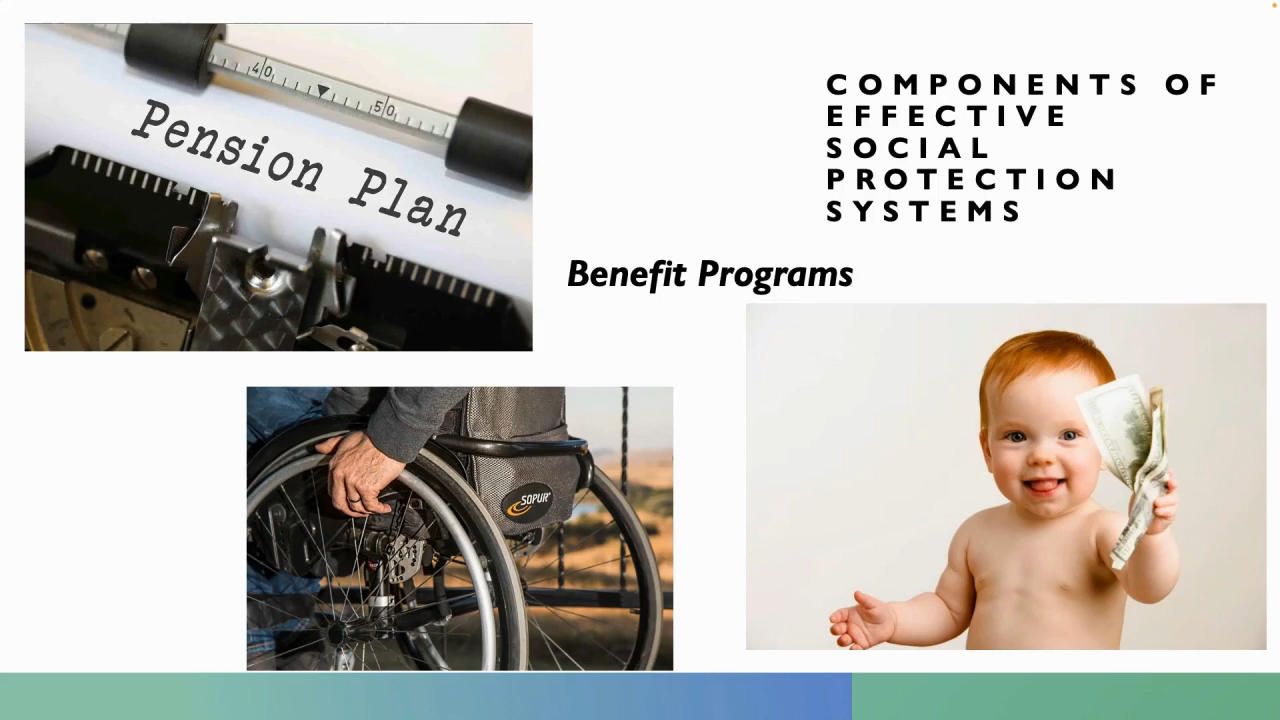 COMPONENTS OF
EFFECTIVE
SOCIAL
PROTECTION
SYSTEMS
40
50
Pension Plan
Benefit Programs
SOPUR